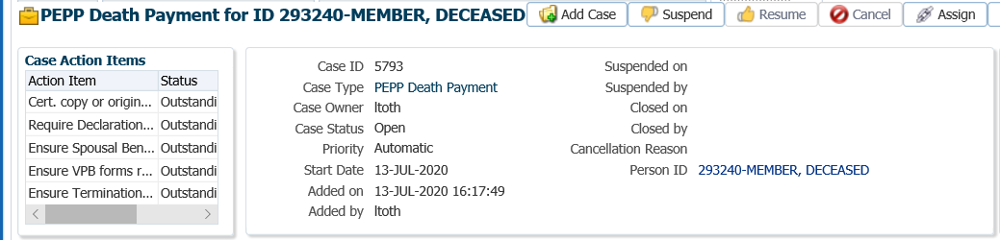 PEPP Death Payment for ID 293240-MEMBER, DECEASED Add Case Suspend Resume Cancel Assign
Case Action Items
Action Item Status
Cert. copy or origin... Outstandi
Require Declaration... Outstandi
Ensure Spousal Ben... Outstandi
Ensure VPB forms r... Outstandi
Ensure Termination... Outstandi
Case ID 5793
Case Type PEPP Death Payment
Case Owner ltoth
Case Status Open
Priority Automatic
Start Date 13-JUL-2020
Added on 13-JUL-2020 16:17:49
Added by ltoth
Suspended on
Suspended by
Closed on
Closed by
Cancellation Reason
Person ID 293240-MEMBER, DECEASED